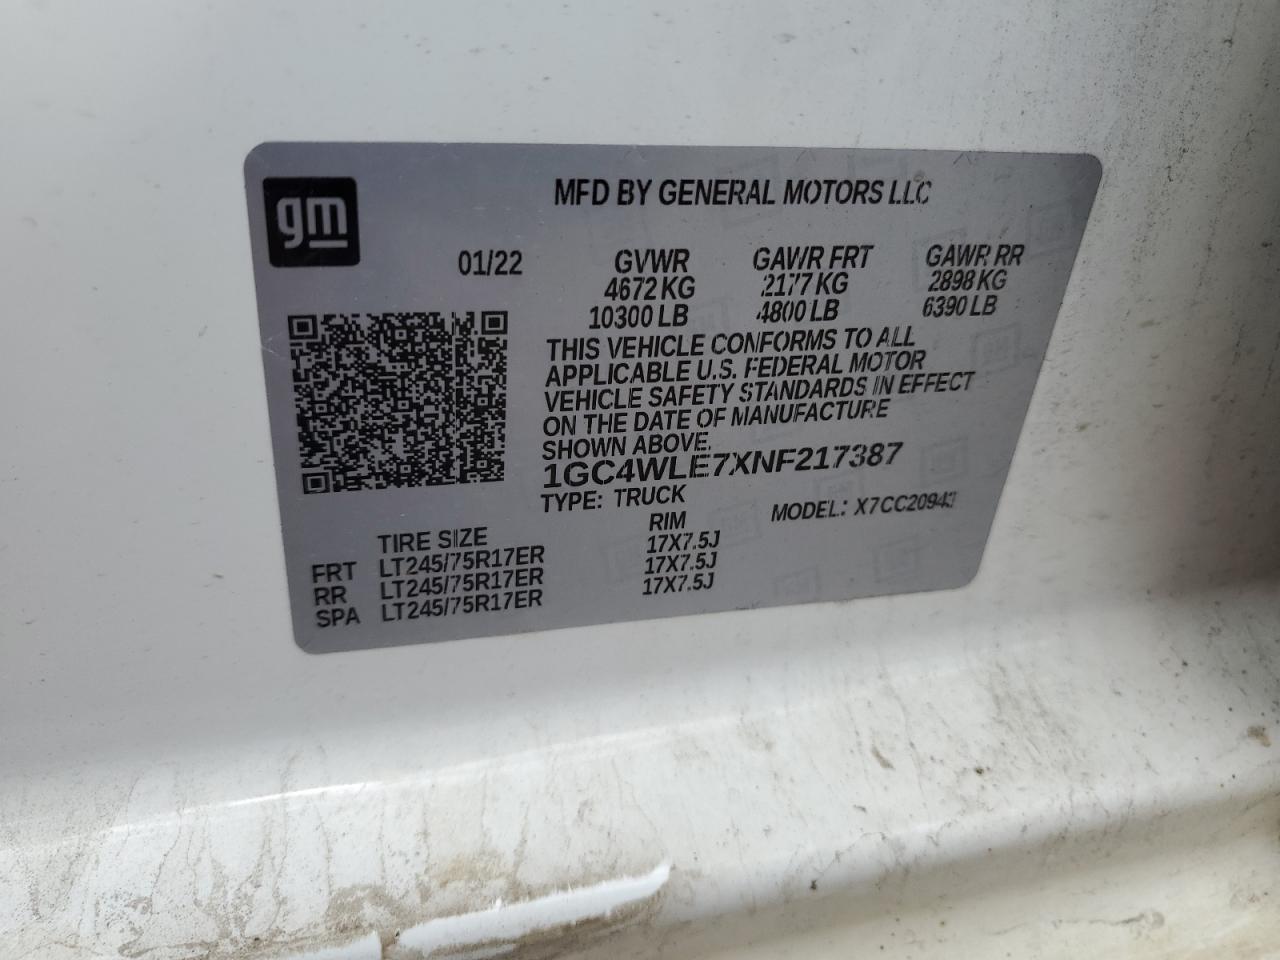 gm
MFD BY GENERAL MOTORS LLC
01/22 GVWR GAWR FRT GAWR RR
4672 KG 2177 KG 2898 KG
10300 LB 4800 LB 6390 LB
THIS VEHICLE CONFORMS TO ALL
APPLICABLE U.S. FEDERAL MOTOR
VEHICLE SAFETY STANDARDS IN EFFECT
ON THE DATE OF MANUFACTURE
SHOWN ABOVE.
1GC4WLE7XNF217387
TYPE: TRUCK MODEL: X7CC20943
TIRE SIZE RIM
FRT LT245/75R17ER 17X7.5J
RR LT245/75R17ER 17X7.5J
SPA LT245/75R17ER 17X7.5J